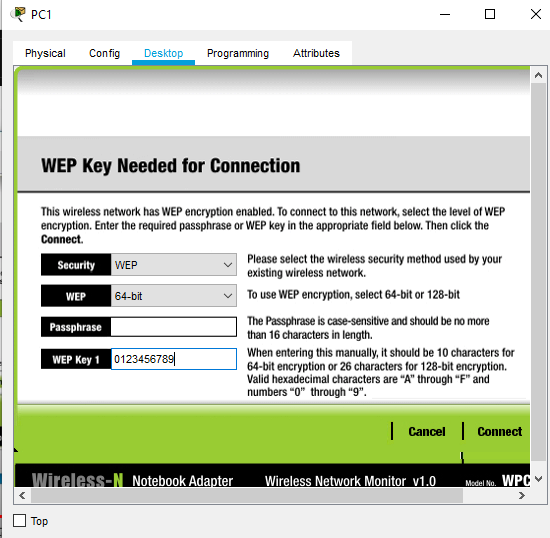 PC1
Physical Config Desktop Programming Attributes
WEP Key Needed for Connection
This wireless network has WEP encryption enabled. To connect to this network, select the level of WEP
encryption. Enter the required passphrase or WEP key in the appropriate field below. Then click the
Connect.
Security WEP
Please select the wireless security method used by your
existing wireless network.
WEP 64-bit To use WEP encryption, select 64-bit or 128-bit
Passphrase
The Passphrase is case-sensitive and should be no more
than 16 characters in length.
WEP Key 1 0123456789
When entering this manually, it should be 10 characters for
64-bit encryption or 26 characters for 128-bit encryption.
Valid hexadecimal characters are "A" through "F" and
numbers "0" through "9".
Cancel Connect
Wireless-N Notebook Adapter Wireless Network Monitor v1.0 Model No. WPC
Top